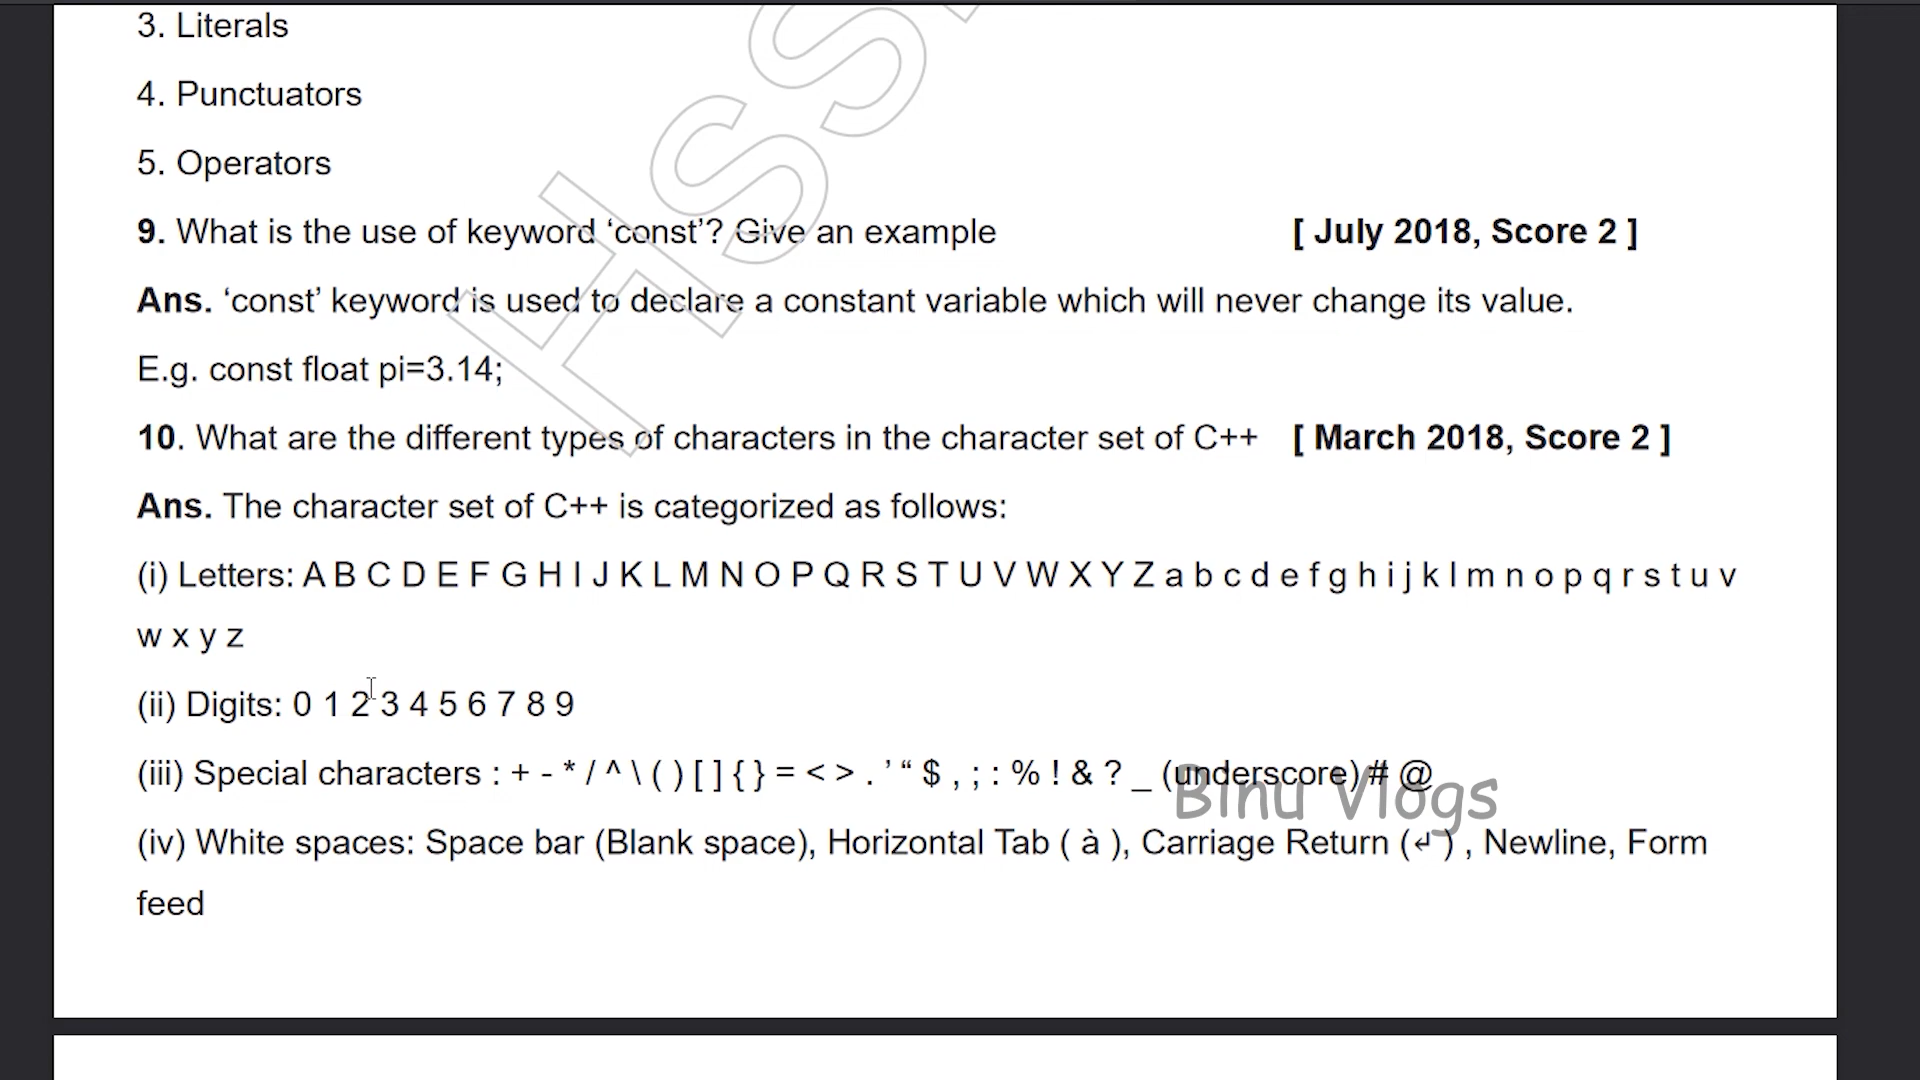 3. Literals
4. Punctuators
5. Operators
9. What is the use of keyword ‘const’? Give an example [ July 2018, Score 2 ]
Ans. ‘const’ keyword is used to declare a constant variable which will never change its value.
E.g. const float pi=3.14;
10. What are the different types of characters in the character set of C++ [ March 2018, Score 2 ]
Ans. The character set of C++ is categorized as follows:
(i) Letters: A B C D E F G H I J K L M N O P Q R S T U V W X Y Z a b c d e f g h i j k l m n o p q r s t u v
w x y z
(ii) Digits: 0 1 2 3 4 5 6 7 8 9
(iii) Special characters : + - * / ^ \ ( ) [ ] { } = < > . ’ “ $ , ; : % ! & ? _ (underscore) # @
Binu Vlogs
(iv) White spaces: Space bar (Blank space), Horizontal Tab ( à ), Carriage Return (↲) , Newline, Form
feed